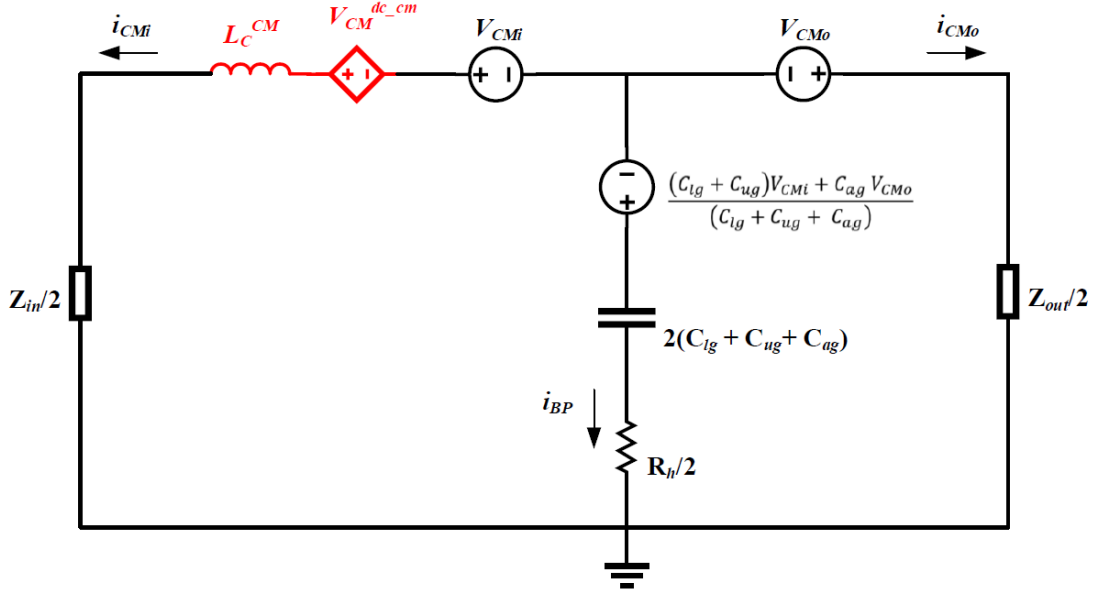 i_CMi
L_C^CM
V_CM^dc_cm
V_CMi
V_CMo
i_CMo
+ -
+ -
- +
-
+
(C_lg + C_ug)V_CMi + C_ag V_CMo
(C_lg + C_ug + C_ag)
Z_in/2
Z_out/2
2(C_lg + C_ug + C_ag)
i_BP
R_h/2